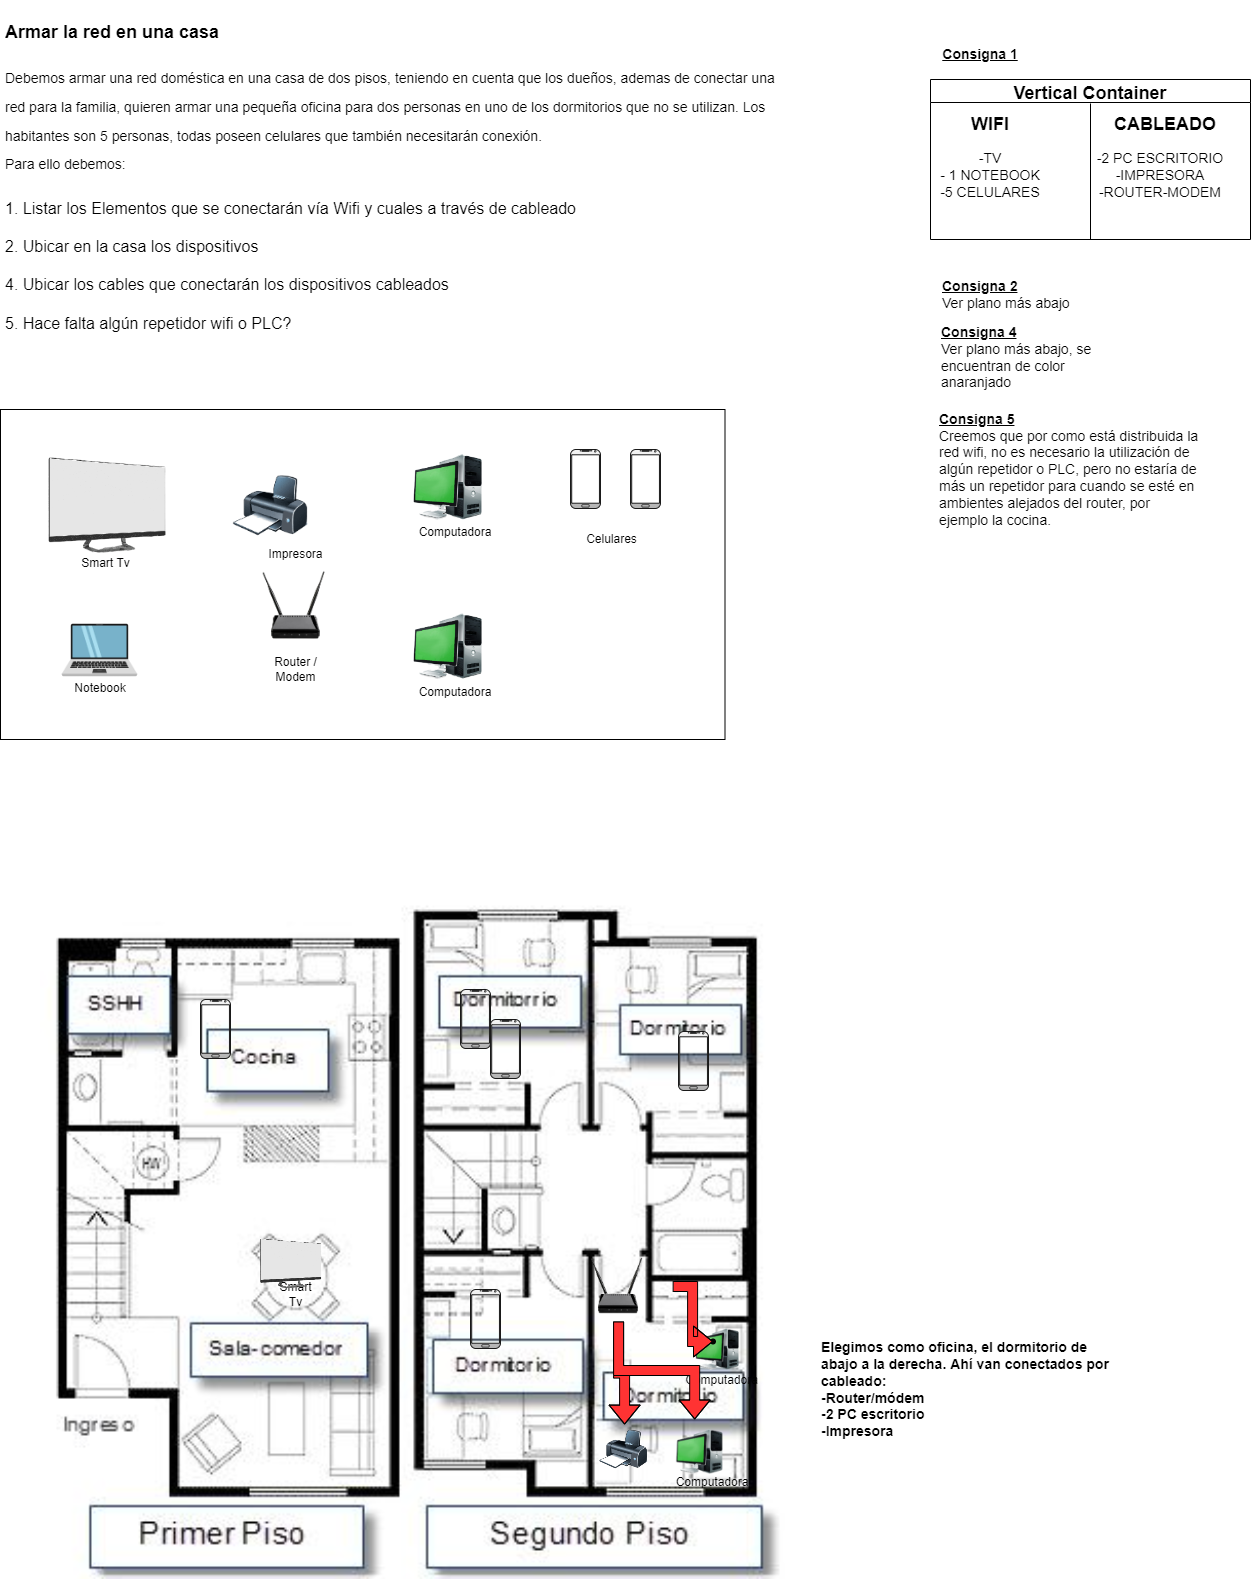 Armar la red en una casa
Debemos armar una red doméstica en una casa de dos pisos, teniendo en cuenta que los dueños, ademas de conectar una
red para la familia, quieren armar una pequeña oficina para dos personas en uno de los dormitorios que no se utilizan. Los
habitantes son 5 personas, todas poseen celulares que también necesitarán conexión.
Para ello debemos:
1. Listar los Elementos que se conectarán vía Wifi y cuales a través de cableado
2. Ubicar en la casa los dispositivos
4. Ubicar los cables que conectarán los dispositivos cableados
5. Hace falta algún repetidor wifi o PLC?
Consigna 1
Vertical Container
WIFI
-TV
- 1 NOTEBOOK
-5 CELULARES
CABLEADO
-2 PC ESCRITORIO
-IMPRESORA
-ROUTER-MODEM
Consigna 2
Ver plano más abajo
Consigna 4
Ver plano más abajo, se
encuentran de color
anaranjado
Consigna 5
Creemos que por como está distribuida la
red wifi, no es necesario la utilización de
algún repetidor o PLC, pero no estaría de
más un repetidor para cuando se esté en
ambientes alejados del router, por
ejemplo la cocina.
Smart Tv
Impresora
Computadora
Celulares
Notebook
Router /
Modem
Computadora
SSHH
Cocina
HW
Smart
Tv
Sala-comedor
Ingreso
Primer Piso
Dormitorrio
Dormitorio
Dormitorio
Computadora
Dormitorio
Computadora
Segundo Piso
Elegimos como oficina, el dormitorio de
abajo a la derecha. Ahí van conectados por
cableado:
-Router/módem
-2 PC escritorio
-Impresora